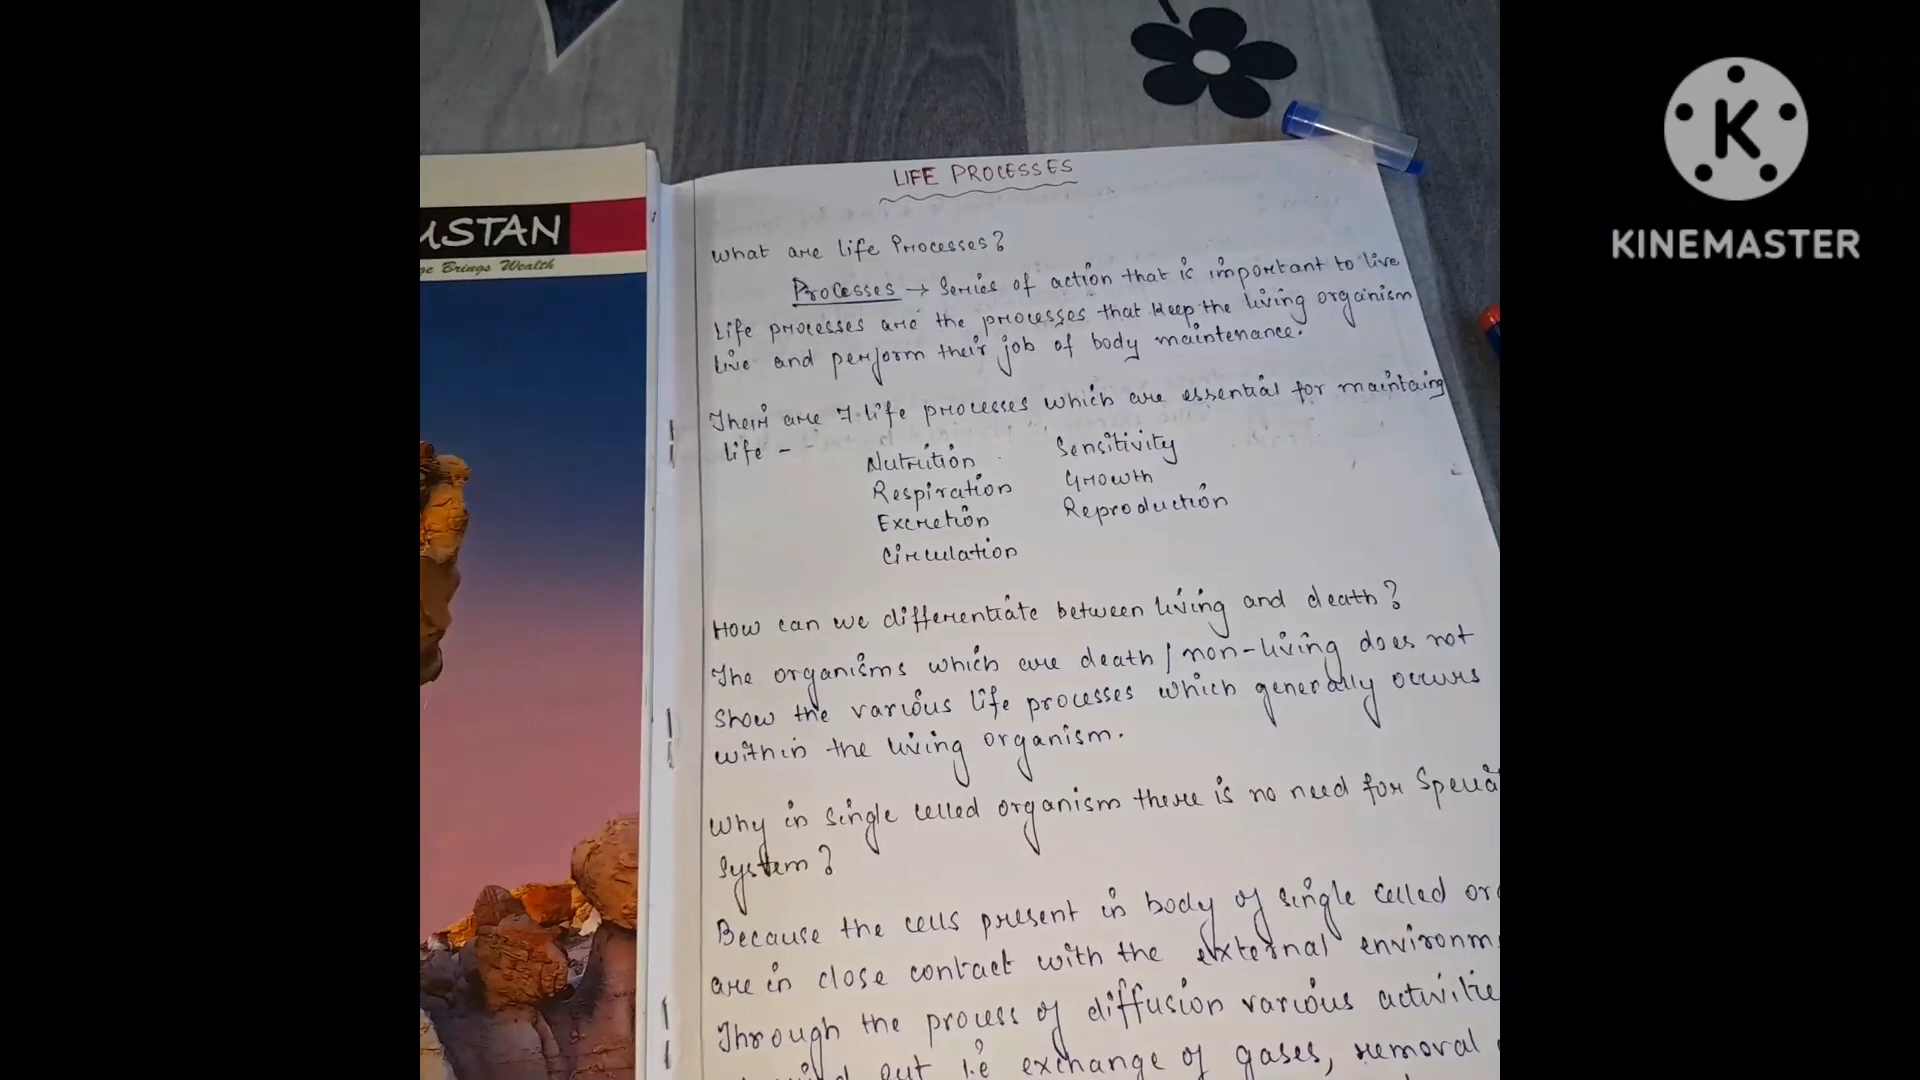 USTAN
ge Brings Wealth
KINEMASTER
LIFE PROCESSES
What are life Processes?
Processes → Series of action that is important to live
Life processes are the processes that keep the living organism
live and perform their job of body maintenance.
Their are 7 life processes which are essential for maintaing
life -
Nutrition
Respiration
Excretion
Circulation
Sensitivity
Growth
Reproduction
How can we differentiate between living and death?
The organisms which are death / non-living does not
Show the various life processes which generally occurs
within the living organism.
Why in single celled organism there is no need for Specia
System?
Because the cells present in body of single celled or
are in close contact with the external environm
Through the process of diffusion various activitie
out i.e exchange of gases, removal